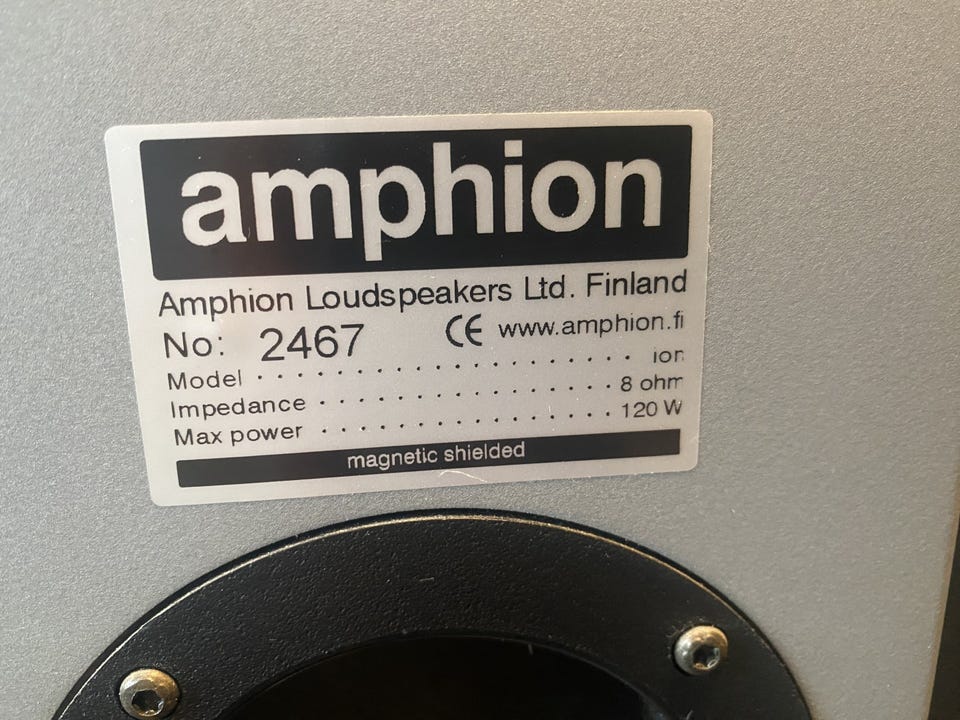 amphion
Amphion Loudspeakers Ltd. Finland
No: 2467 CE www.amphion.fi
Model . . . . . . . . . . . . . . . . . . . . ion
Impedance . . . . . . . . . . . . . . . . 8 ohm
Max power . . . . . . . . . . . . . . . . 120 W
magnetic shielded